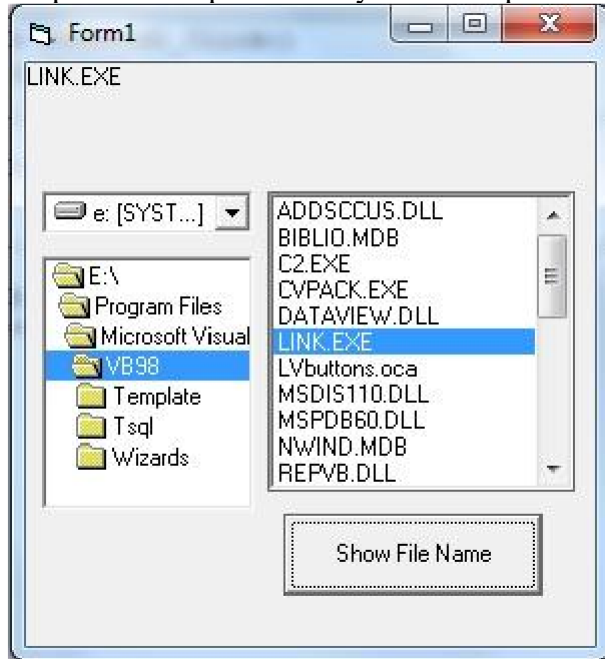 Form1
LINK.EXE
e: [SYST...]
E:\
Program Files
Microsoft Visual
VB98
Template
Tsql
Wizards
ADDSCCUS.DLL
BIBLIO.MDB
C2.EXE
CVPACK.EXE
DATAVIEW.DLL
LINK.EXE
LVbuttons.oca
MSDIS110.DLL
MSPDB60.DLL
NWIND.MDB
REPVB.DLL
Show File Name